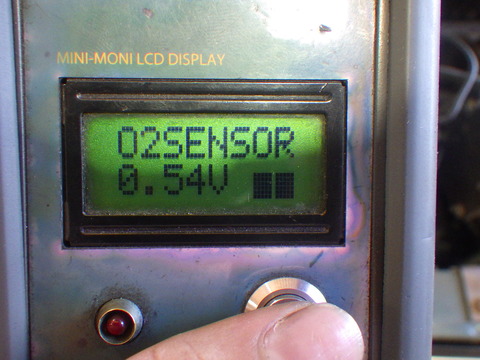 MINI-MONI LCD DISPLAY
O2SENSOR
0.54V